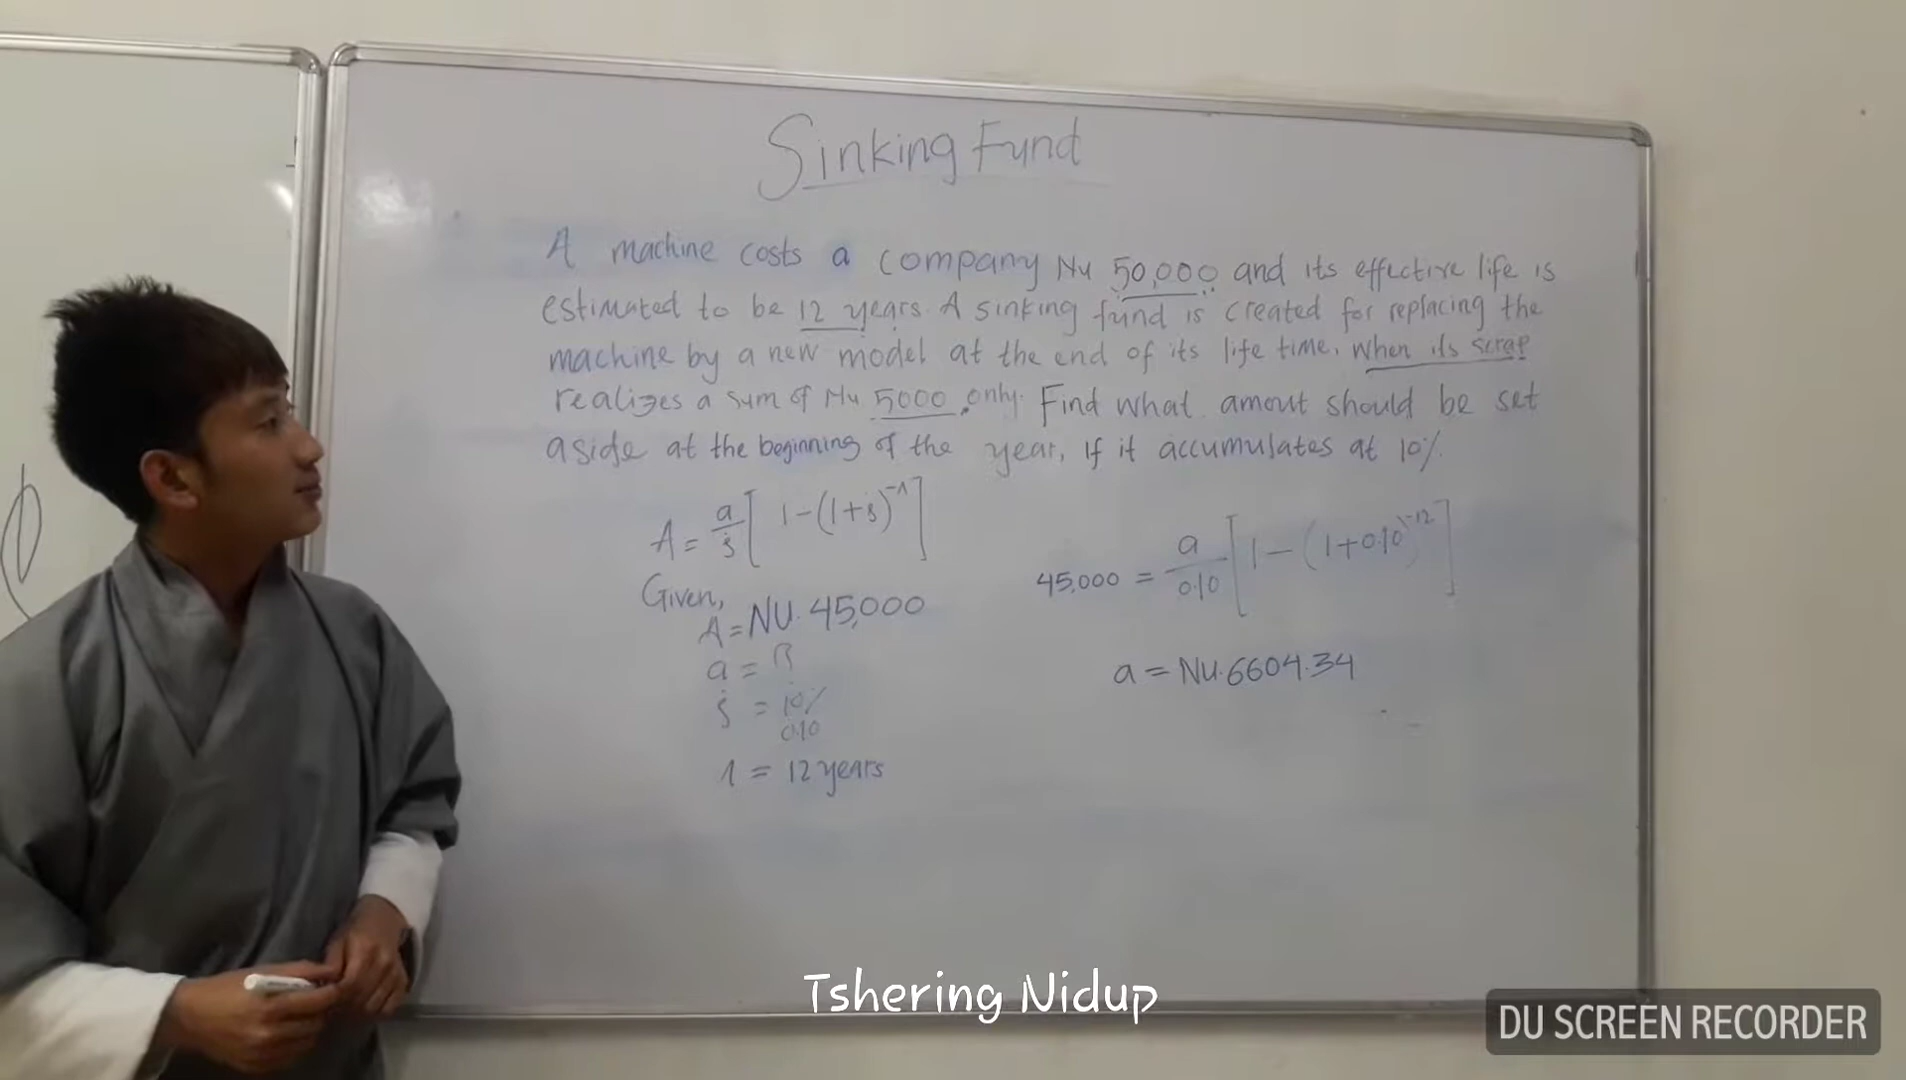 Sinking Fund
A machine costs a company Nu 50,000 and its effective life is
estimated to be 12 years. A sinking fund is created for replacing the
machine by a new model at the end of its life time, when its scrap
realizes a sum of Nu 5000 only. Find what amout should be set
aside at the beginning of the year, If it accumulates at 10%.
A = a/i [ 1-(1+i)^-n ]
Given,
A = NU. 45,000
a = ?
i = 10%
0.10
n = 12 years
45,000 = a/0.10 [ 1-(1+0.10)^-12 ]
a = NU. 6604.34
Tshering Nidup
DU SCREEN RECORDER